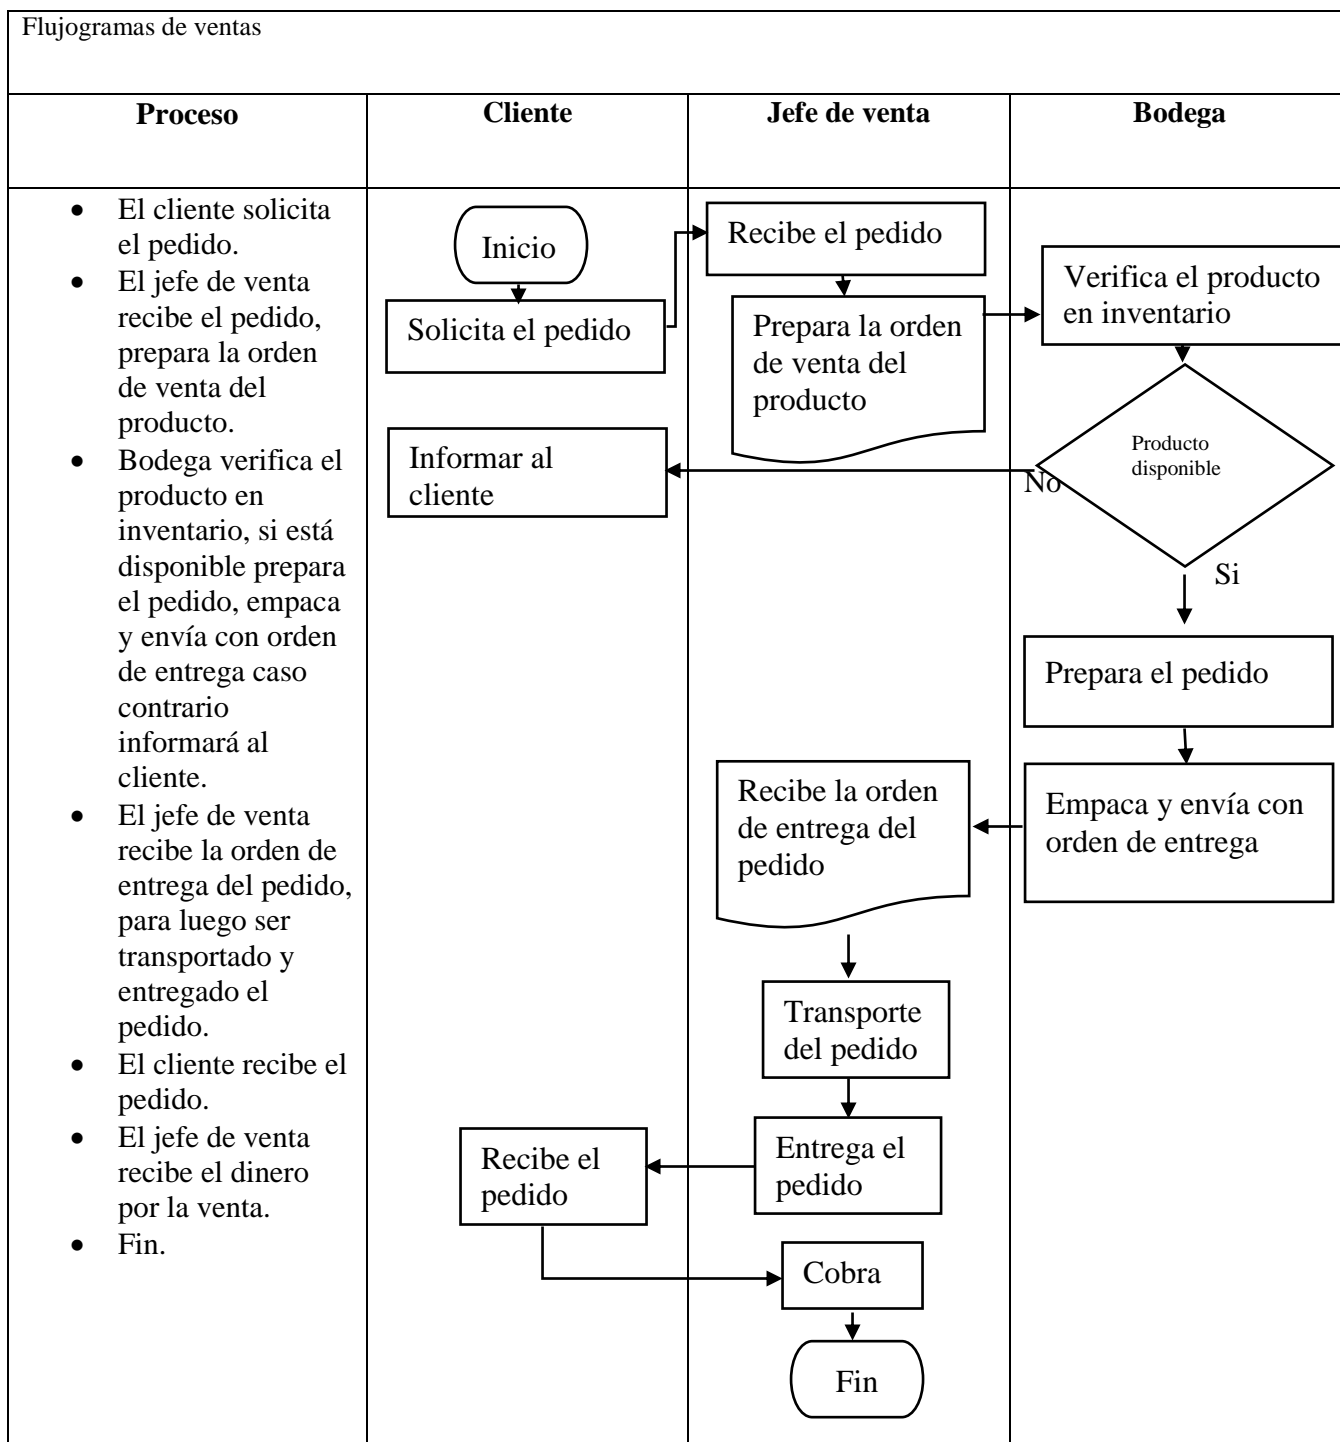 Flujogramas de ventas
Proceso
Cliente
Jefe de venta
Bodega
• El cliente solicita
el pedido.
• El jefe de venta
recibe el pedido,
prepara la orden
de venta del
producto.
• Bodega verifica el
producto en
inventario, si está
disponible prepara
el pedido, empaca
y envía con orden
de entrega caso
contrario
informará al
cliente.
• El jefe de venta
recibe la orden de
entrega del pedido,
para luego ser
transportado y
entregado el
pedido.
• El cliente recibe el
pedido.
• El jefe de venta
recibe el dinero
por la venta.
• Fin.
Inicio
Solicita el pedido
Recibe el pedido
Prepara la orden
de venta del
producto
Verifica el producto
en inventario
Producto
disponible
No
Informar al
cliente
Si
Prepara el pedido
Empaca y envía con
orden de entrega
Recibe la orden
de entrega del
pedido
Transporte
del pedido
Entrega el
pedido
Recibe el
pedido
Cobra
Fin